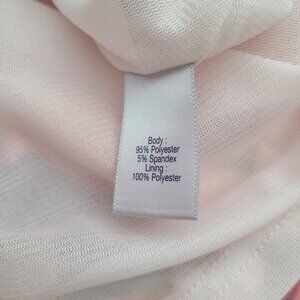 Body :
95% Polyester
5% Spandex
Lining :
100% Polyester